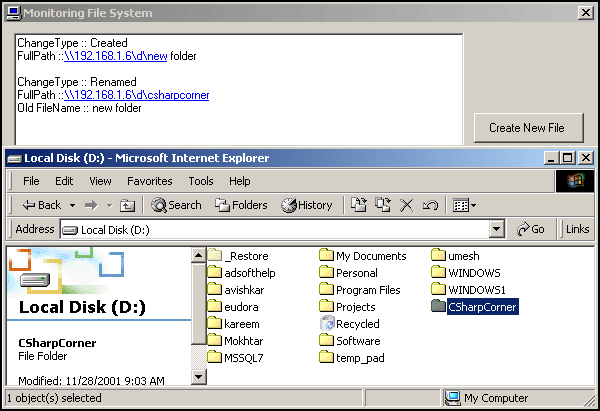 Monitoring File System
ChangeType :: Created
FullPath ::\\192.168.1.6\d\new folder
ChangeType :: Renamed
FullPath ::\\192.168.1.6\d\csharpcorner
Old FileName :: new folder
Create New File
Local Disk (D:) - Microsoft Internet Explorer
File Edit View Favorites Tools Help
Back Search Folders History
Address Local Disk (D:) Go Links
Local Disk (D:)
CSharpCorner
File Folder
Modified: 11/28/2001 9:03 AM
_Restore
adsofthelp
avishkar
eudora
kareem
Mokhtar
MSSQL7
My Documents
Personal
Program Files
Projects
Recycled
Software
temp_pad
umesh
WINDOWS
WINDOWS1
CSharpCorner
1 object(s) selected My Computer